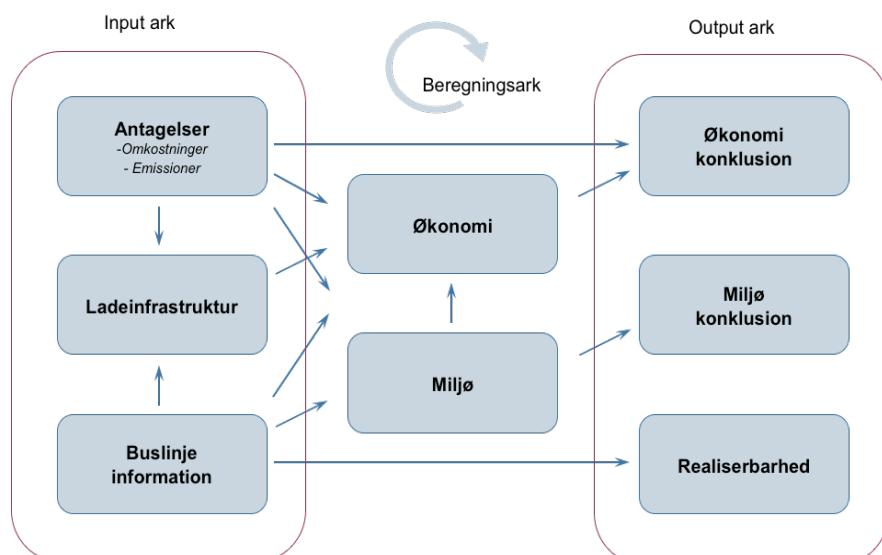 Input ark
Output ark
Beregningsark
Antagelser
-Omkostninger
- Emissioner
Ladeinfrastruktur
Buslinje
information
Økonomi
Miljø
Økonomi
konklusion
Miljø
konklusion
Realiserbarhed